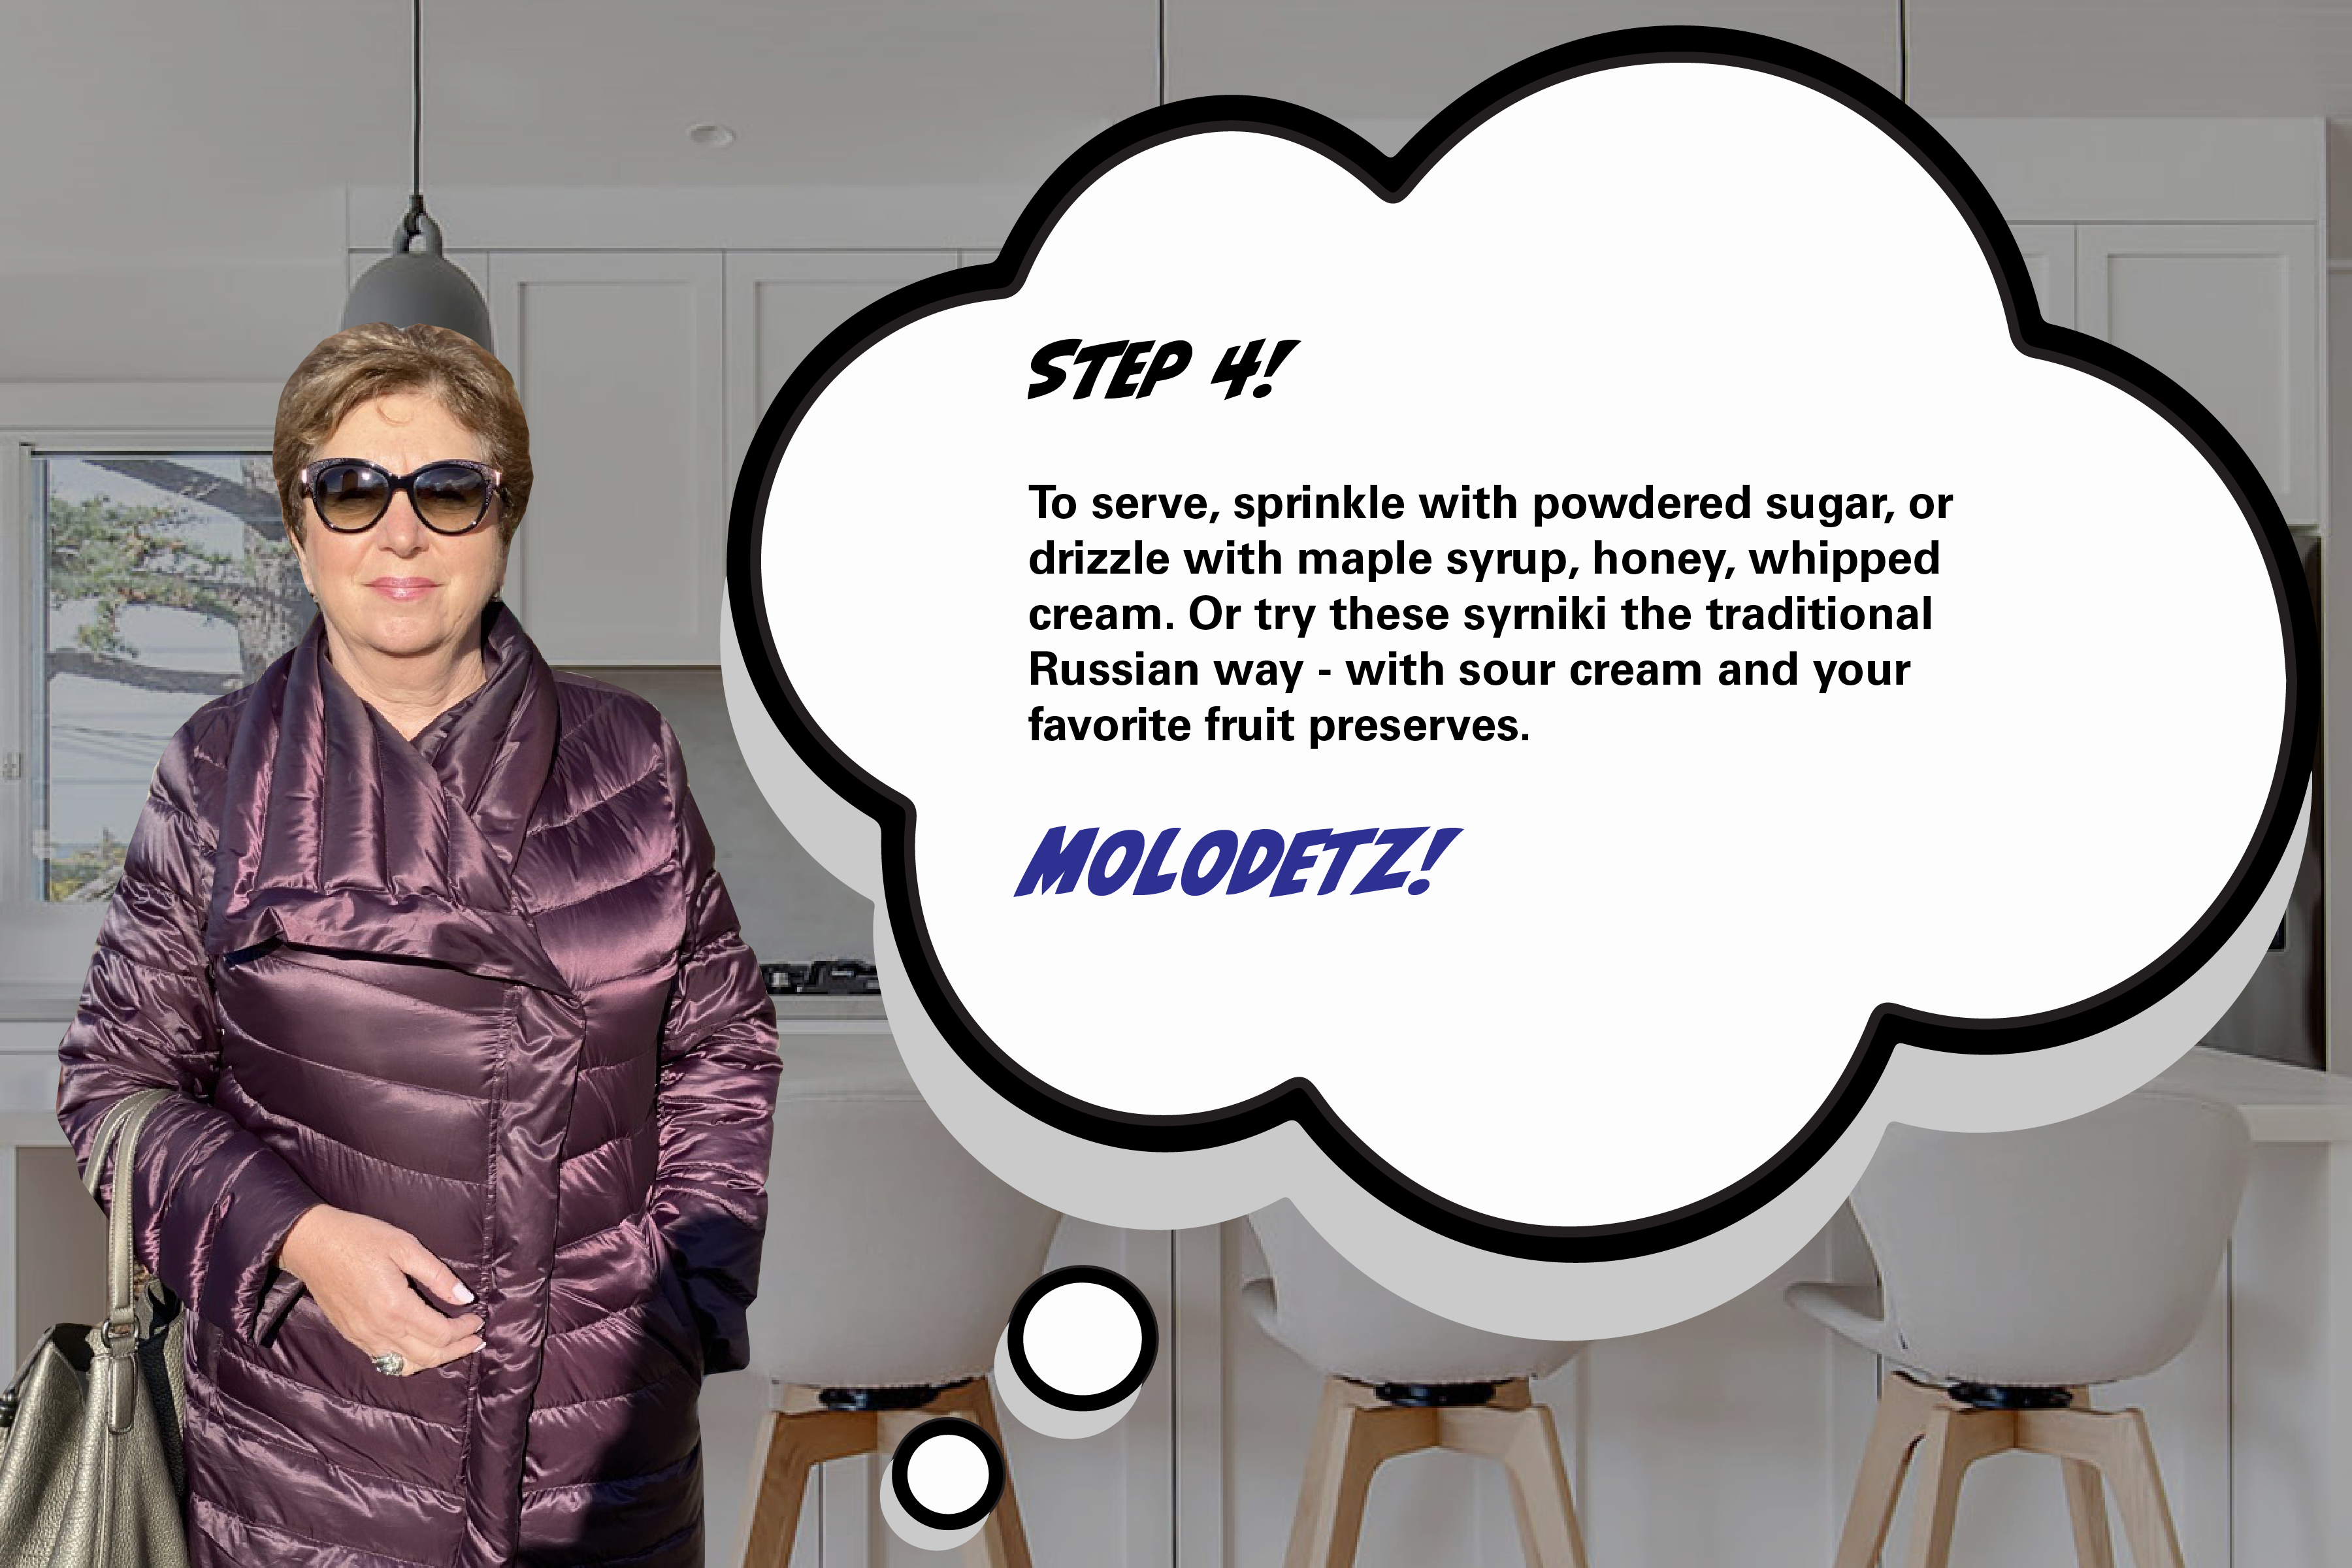 STEP 4!
To serve, sprinkle with powdered sugar, or
drizzle with maple syrup, honey, whipped
cream. Or try these syrniki the traditional
Russian way - with sour cream and your
favorite fruit preserves.
MOLODETZ!